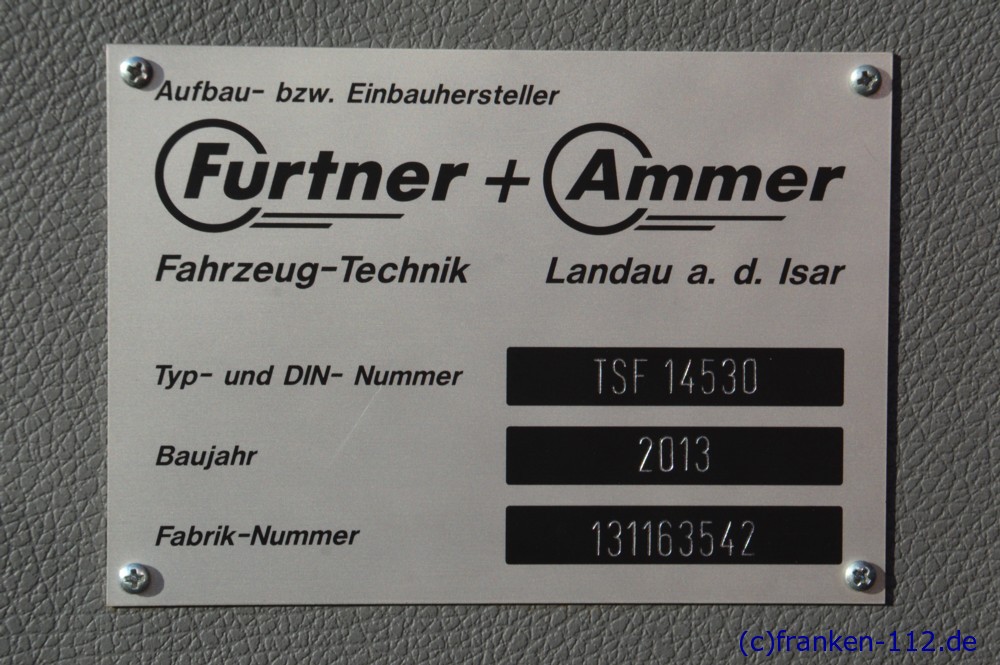 Aufbau- bzw. Einbauhersteller
Furtner + Ammer
Fahrzeug-Technik Landau a. d. Isar
Typ- und DIN- Nummer TSF 14530
Baujahr 2013
Fabrik-Nummer 131163542
(c)franken-112.de